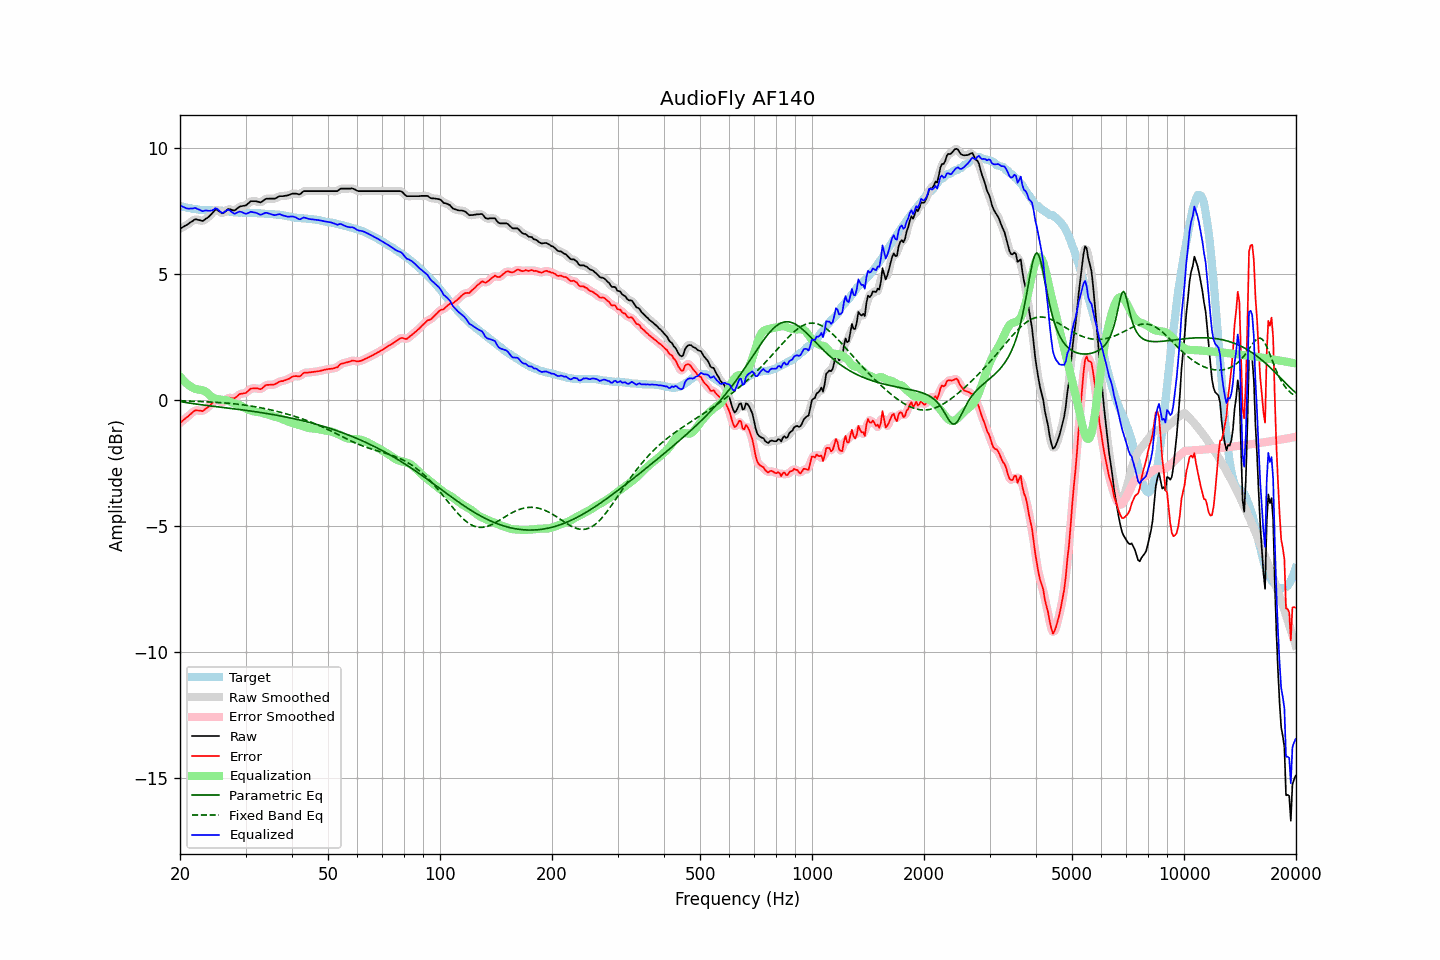 AudioFly AF140
Amplitude (dBr)
10
5
0
−5
−10
−15
Target
Raw Smoothed
Error Smoothed
Raw
Error
Equalization
Parametric Eq
Fixed Band Eq
Equalized
20 50 100 200 500 1000 2000 5000 10000 20000
Frequency (Hz)